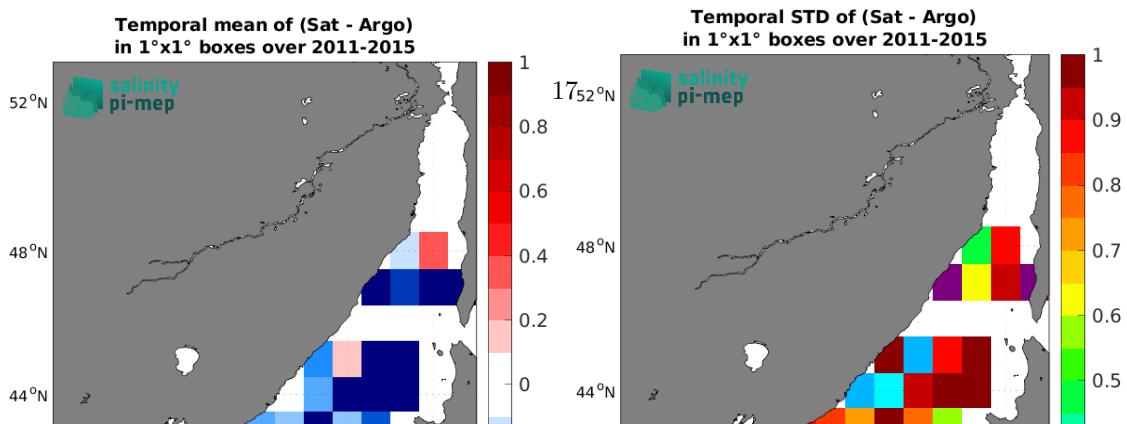 Temporal mean of (Sat - Argo)
in 1°x1° boxes over 2011-2015
salinity
pi-mep
52°N
48°N
44°N
1
0.8
0.6
0.4
0.2
0
17
Temporal STD of (Sat - Argo)
in 1°x1° boxes over 2011-2015
salinity
pi-mep
52°N
48°N
44°N
1
0.9
0.8
0.7
0.6
0.5